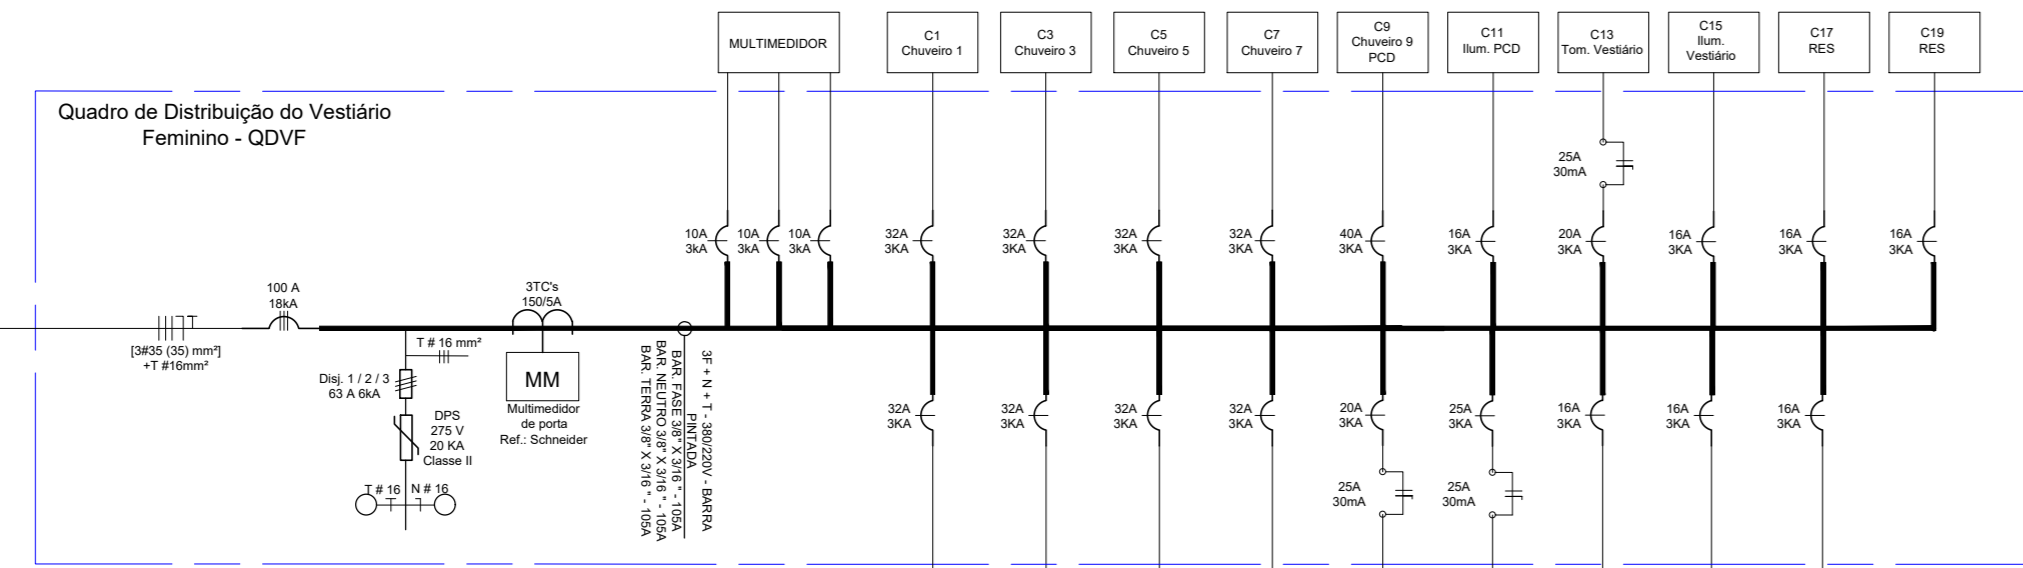 MULTIMEDIDOR
C1
Chuveiro 1
C3
Chuveiro 3
C5
Chuveiro 5
C7
Chuveiro 7
C9
Chuveiro 9
PCD
C11
Ilum. PCD
C13
Tom. Vestiário
C15
Ilum.
Vestiário
C17
RES
C19
RES
Quadro de Distribuição do Vestiário
Feminino - QDVF
25A
30mA
10A
3kA
10A
3kA
10A
3kA
32A
3KA
32A
3KA
32A
3KA
32A
3KA
40A
3KA
16A
3KA
20A
3KA
16A
3KA
16A
3KA
16A
3KA
100 A
18kA
3TC's
150/5A
[3#35 (35) mm²]
+T #16mm²
T # 16 mm²
Disj. 1 / 2 / 3
63 A 6kA
DPS
275 V
20 KA
Classe II
T # 16
N # 16
MM
Multimedidor
de porta
Ref.: Schneider
3F + N + T - 380/220V - BARRA
PINTADA
BAR. FASE 3/8" X 3/16 " - 105A
BAR. NEUTRO 3/8" X 3/16 " - 105A
BAR. TERRA 3/8" X 3/16 " - 105A
32A
3KA
32A
3KA
32A
3KA
32A
3KA
20A
3KA
25A
3KA
16A
3KA
16A
3KA
16A
3KA
25A
30mA
25A
30mA